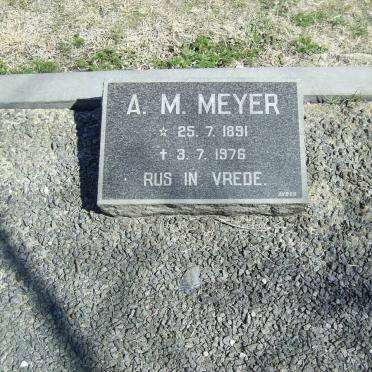 A. M. MEYER
☆ 25. 7. 1891
✝ 3. 7. 1976
RUS IN VREDE.